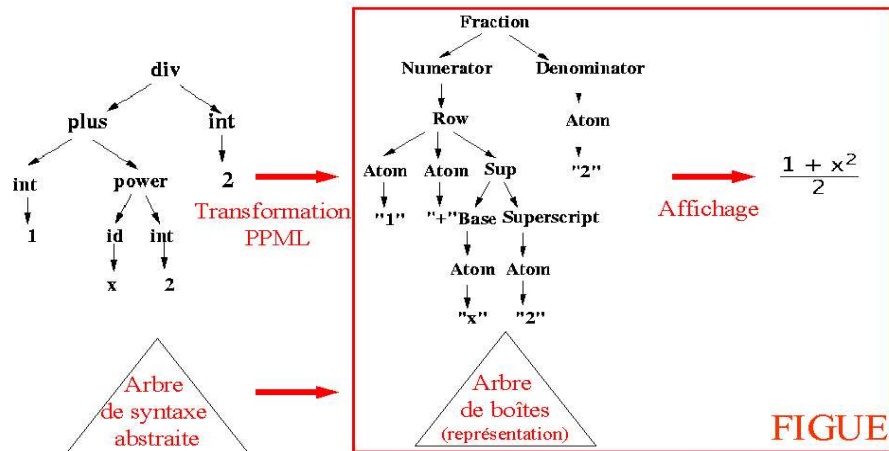 Fraction
div
Numerator Denominator
plus int
Row Atom
int power 2
Atom Atom Sup "2"
Transformation
PPML
Affichage
1 + x²
2
1 id int
"1" "+" Base Superscript
x 2
Atom Atom
"x" "2"
Arbre
de syntaxe
abstraite
Arbre
de boîtes
(représentation)
FIGUE